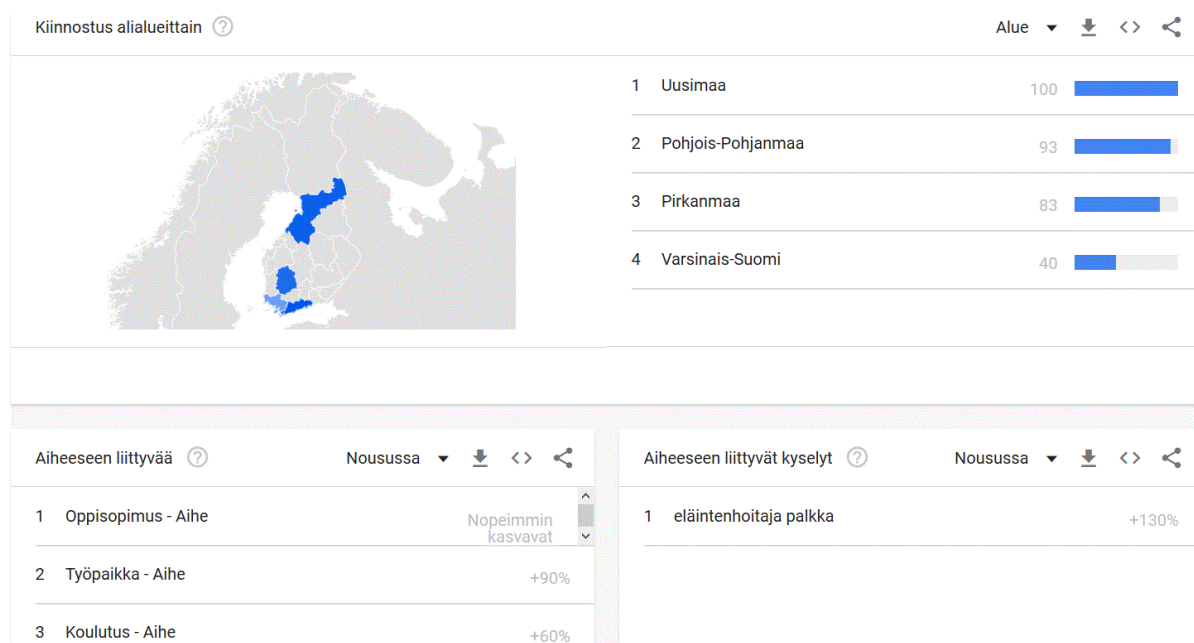 Kiinnostus alialueittain ?
Alue
1 Uusimaa 100
2 Pohjois-Pohjanmaa 93
3 Pirkanmaa 83
4 Varsinais-Suomi 40
Aiheeseen liittyvää ?
Nousussa
1 Oppisopimus - Aihe
Nopeimmin
kasvavat
2 Työpaikka - Aihe +90%
3 Koulutus - Aihe +60%
Aiheeseen liittyvät kyselyt ?
Nousussa
1 eläintenhoitaja palkka +130%